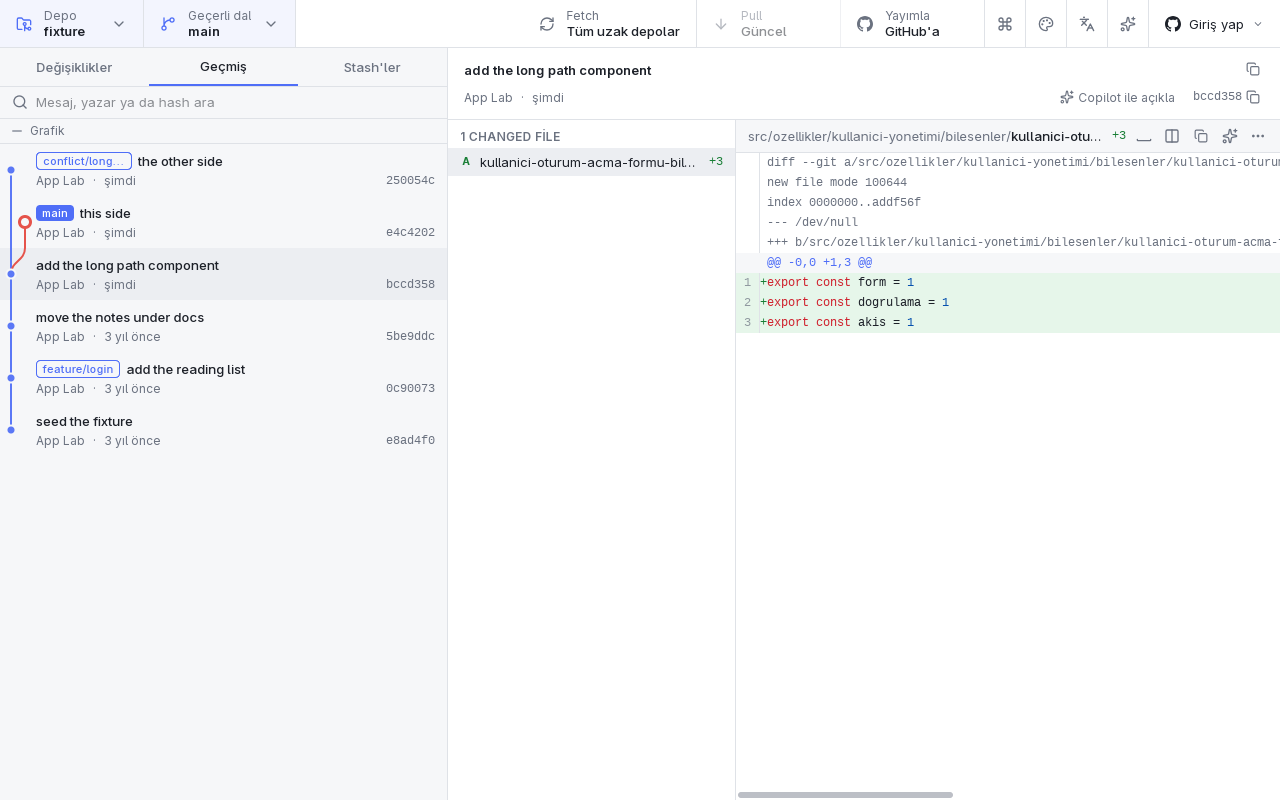 Depo
fixture
Geçerli dal
main
Fetch
Tüm uzak depolar
Pull
Güncel
Yayımla
GitHub'a
Giriş yap
Değişiklikler
Geçmiş
Stash'ler
Mesaj, yazar ya da hash ara
Grafik
conflict/long… the other side
App Lab · şimdi 250054c
main this side
App Lab · şimdi e4c4202
add the long path component
App Lab · şimdi bccd358
move the notes under docs
App Lab · 3 yıl önce 5be9ddc
feature/login add the reading list
App Lab · 3 yıl önce 0c90073
seed the fixture
App Lab · 3 yıl önce e8ad4f0
add the long path component
App Lab · şimdi
Copilot ile açıkla bccd358
1 CHANGED FİLE
A kullanici-oturum-acma-formu-bil… +3
src/ozellikler/kullanici-yonetimi/bilesenler/kullanici-otu… +3
diff --git a/src/ozellikler/kullanici-yonetimi/bilesenler/kullanici-oturu
new file mode 100644
index 0000000..addf56f
--- /dev/null
+++ b/src/ozellikler/kullanici-yonetimi/bilesenler/kullanici-oturum-acma-
@@ -0,0 +1,3 @@
1 +export const form = 1
2 +export const dogrulama = 1
3 +export const akis = 1